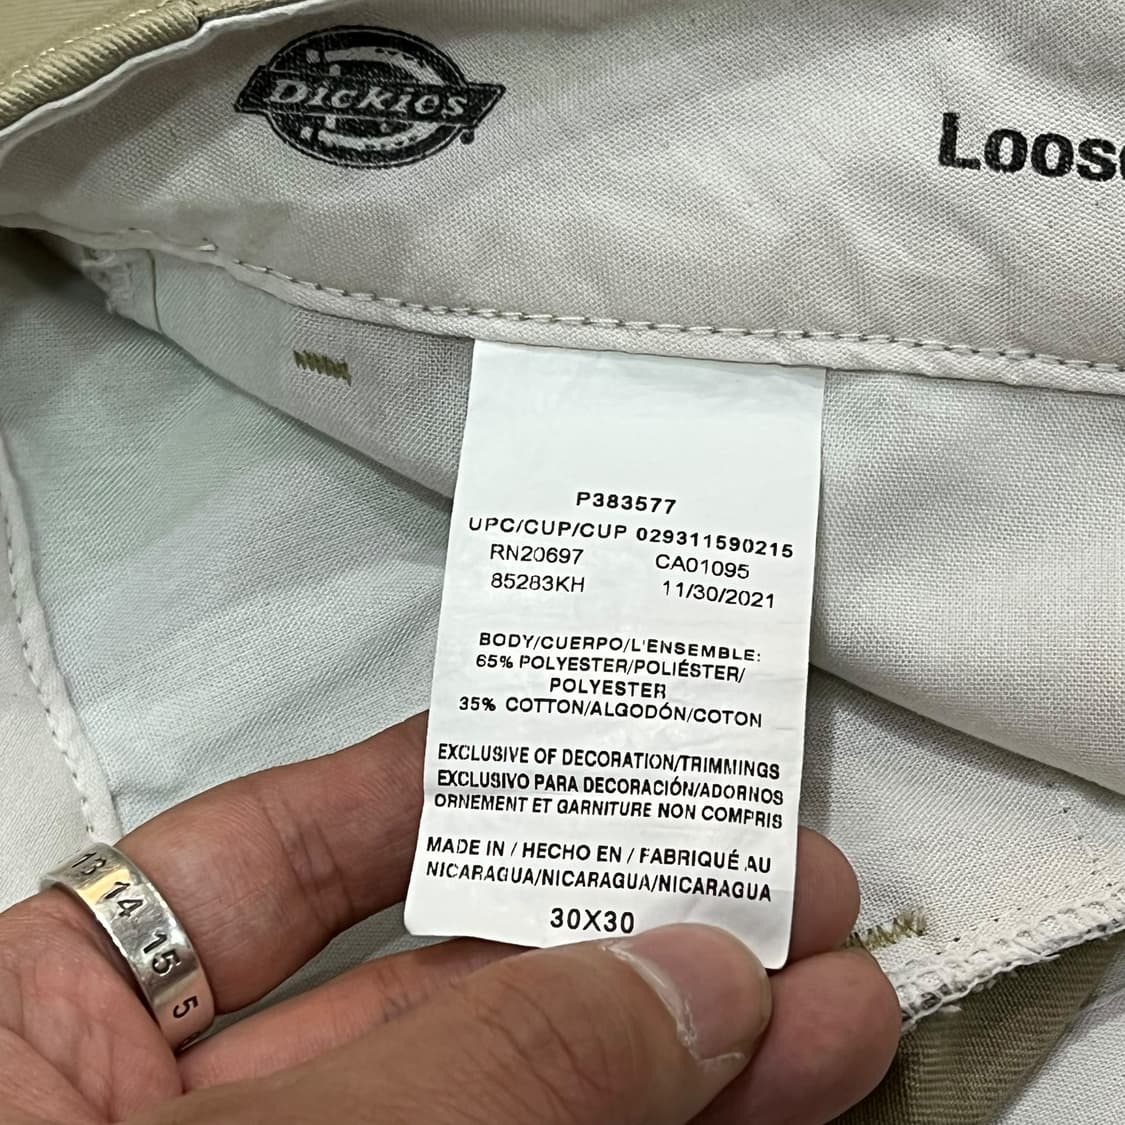 Dickies
Loose
P383577
UPC/CUP/CUP 029311590215
RN20697 CA01095
85283KH 11/30/2021
BODY/CUERPO/L'ENSEMBLE:
65% POLYESTER/POLIÉSTER/
POLYESTER
35% COTTON/ALGODÓN/COTON
EXCLUSIVE OF DECORATION/TRIMMINGS
EXCLUSIVO PARA DECORACIÓN/ADORNOS
ORNEMENT ET GARNITURE NON COMPRIS
MADE IN / HECHO EN / FABRIQUÉ AU
NICARAGUA/NICARAGUA/NICARAGUA
30X30
13 14 15 5